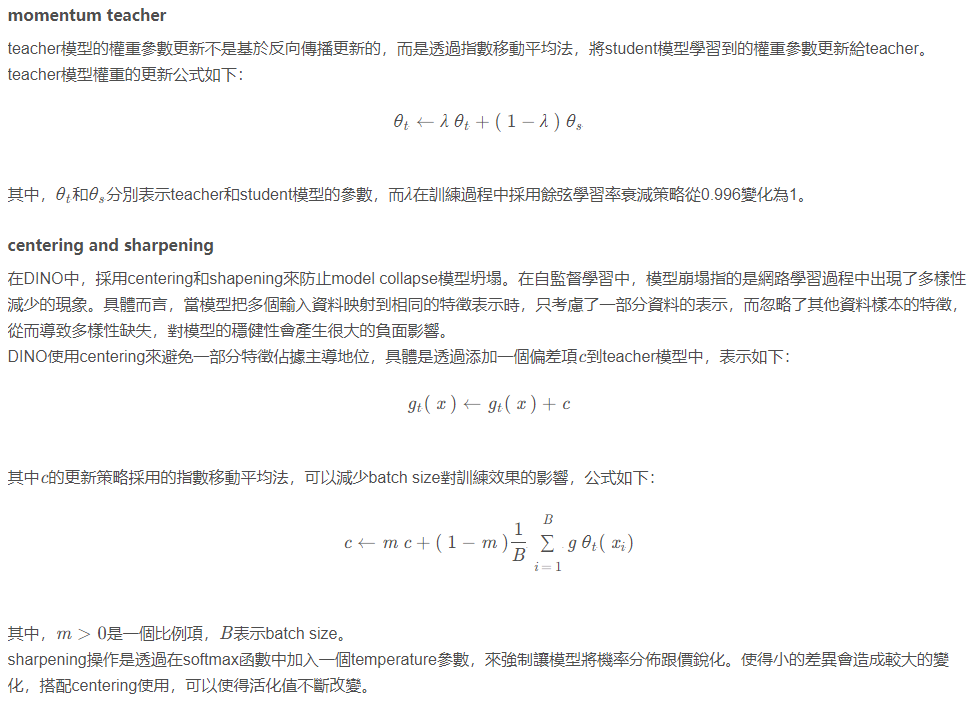 momentum teacher
teacher模型的權重參數更新不是基於反向傳播更新的，而是透過指數移動平均法，將student模型學習到的權重參數更新給teacher。
teacher模型權重的更新公式如下：
θt ← λ θt + ( 1 − λ ) θs
其中，θt和θs分別表示teacher和student模型的參數，而λ在訓練過程中採用餘弦學習率衰減策略從0.996變化為1。
centering and sharpening
在DINO中，採用centering和shapening來防止model collapse模型坍塌。在自監督學習中，模型崩塌指的是網路學習過程中出現了多樣性
減少的現象。具體而言，當模型把多個輸入資料映射到相同的特徵表示時，只考慮了一部分資料的表示，而忽略了其他資料樣本的特徵，
從而導致多樣性缺失，對模型的穩健性會產生很大的負面影響。
DINO使用centering來避免一部分特徵佔據主導地位，具體是透過添加一個偏差項c到teacher模型中，表示如下：
gt( x ) ← gt( x ) + c
其中c的更新策略採用的指數移動平均法，可以減少batch size對訓練效果的影響，公式如下：
c ← m c + ( 1 − m ) 1/B ∑_{i=1}^{B} g θt( xi)
其中，m > 0是一個比例項，B表示batch size。
sharpening操作是透過在softmax函數中加入一個temperature參數，來強制讓模型將機率分佈跟價銳化。使得小的差異會造成較大的變
化，搭配centering使用，可以使得活化值不斷改變。